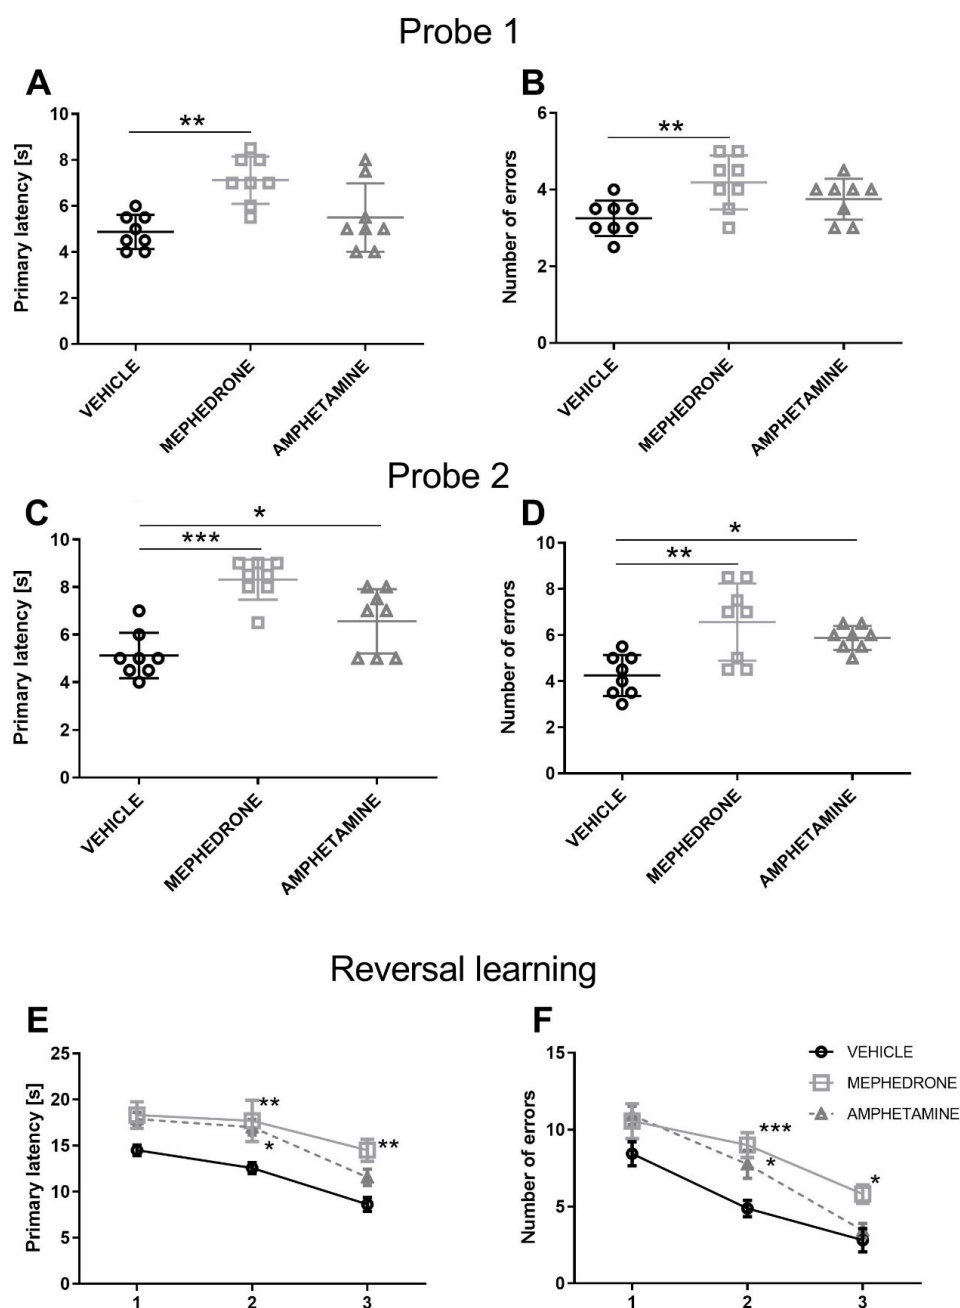 Probe 1
A
B
Primary latency [s]
10
8
6
4
2
0
**
VEHICLE
MEPHEDRONE
AMPHETAMINE
Number of errors
6
4
2
0
**
VEHICLE
MEPHEDRONE
AMPHETAMINE
Probe 2
C
D
Primary latency [s]
10
8
6
4
2
0
*
***
VEHICLE
MEPHEDRONE
AMPHETAMINE
Number of errors
10
8
6
4
2
0
*
**
VEHICLE
MEPHEDRONE
AMPHETAMINE
Reversal learning
E
F
Primary latency [s]
25
20
15
10
5
0
**
*
**
1 2 3
Number of errors
15
10
5
0
***
*
*
1 2 3
VEHICLE
MEPHEDRONE
AMPHETAMINE